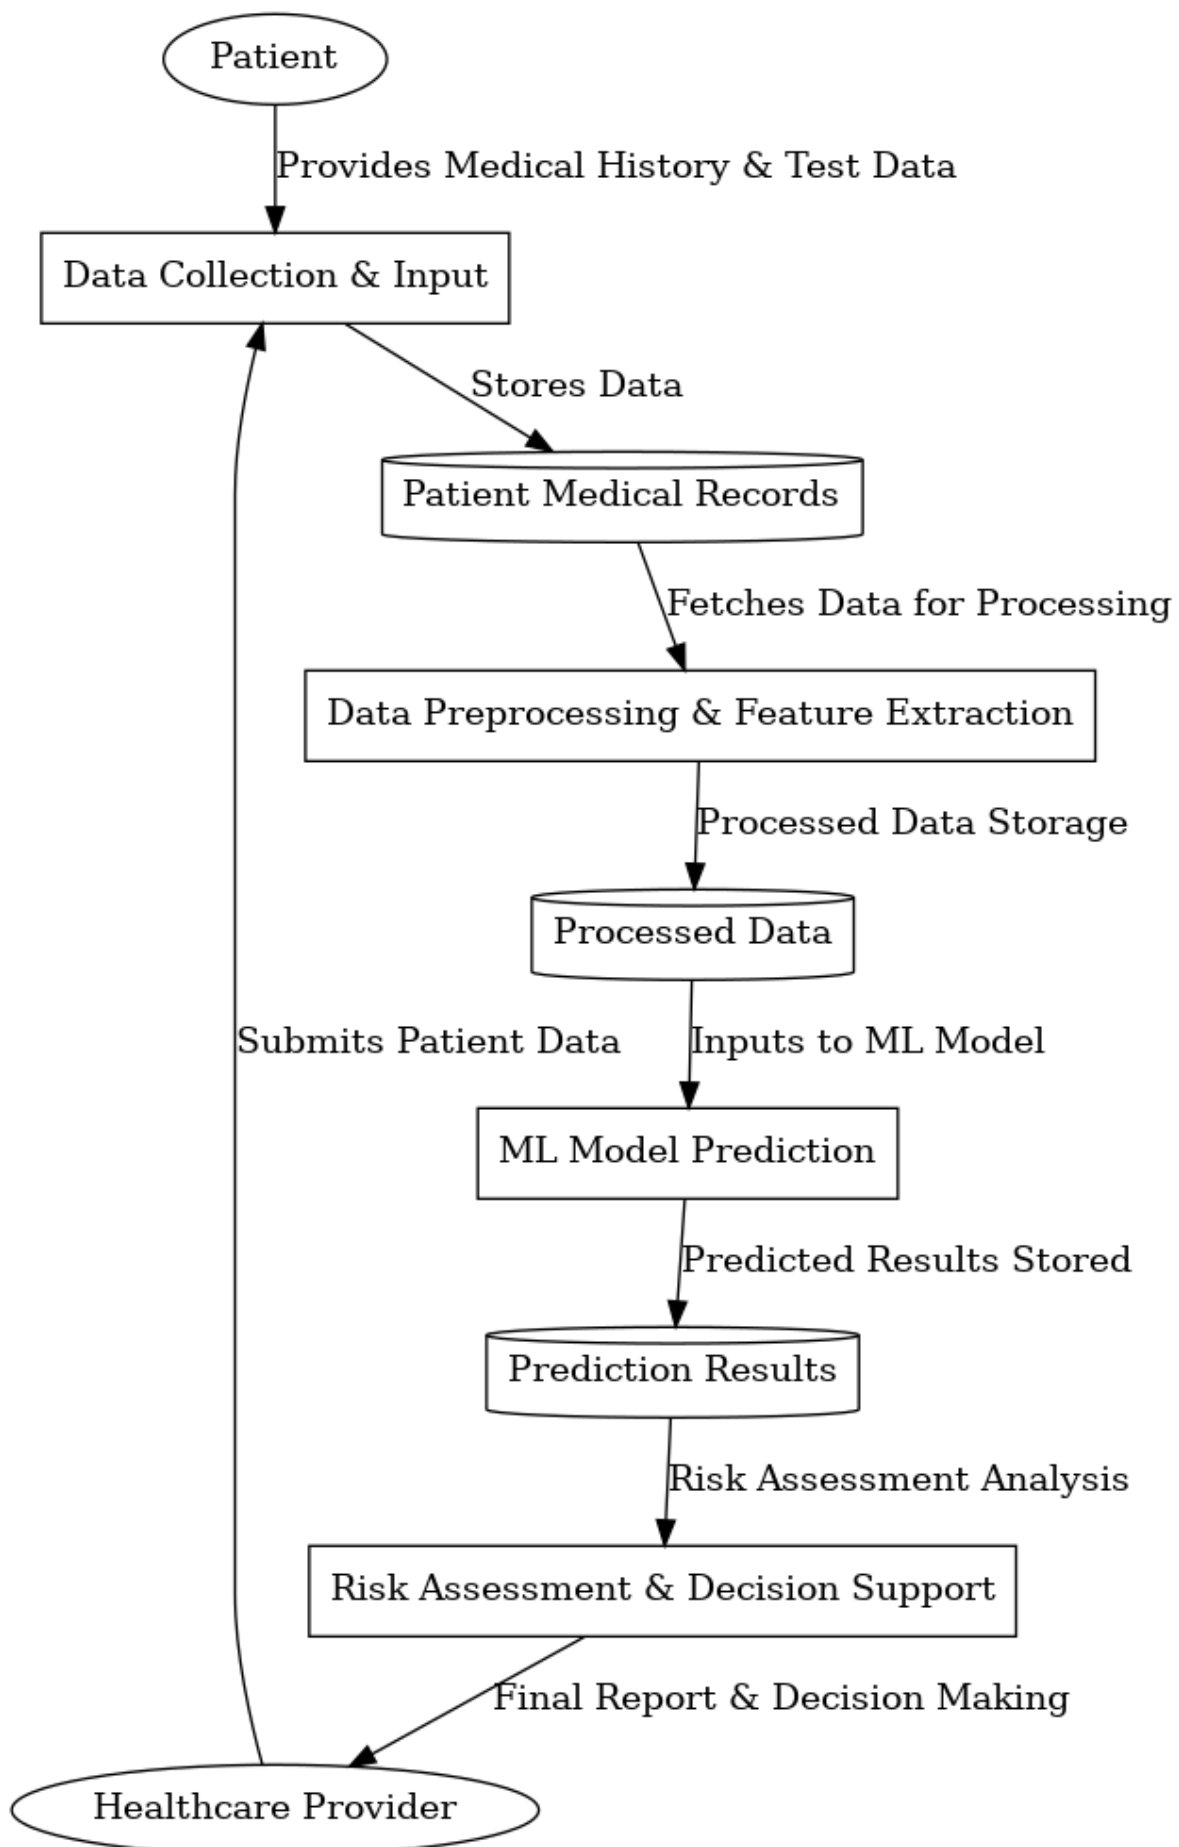 Patient
Provides Medical History & Test Data
Data Collection & Input
Stores Data
Patient Medical Records
Fetches Data for Processing
Data Preprocessing & Feature Extraction
Processed Data Storage
Processed Data
Submits Patient Data
Inputs to ML Model
ML Model Prediction
Predicted Results Stored
Prediction Results
Risk Assessment Analysis
Risk Assessment & Decision Support
Final Report & Decision Making
Healthcare Provider